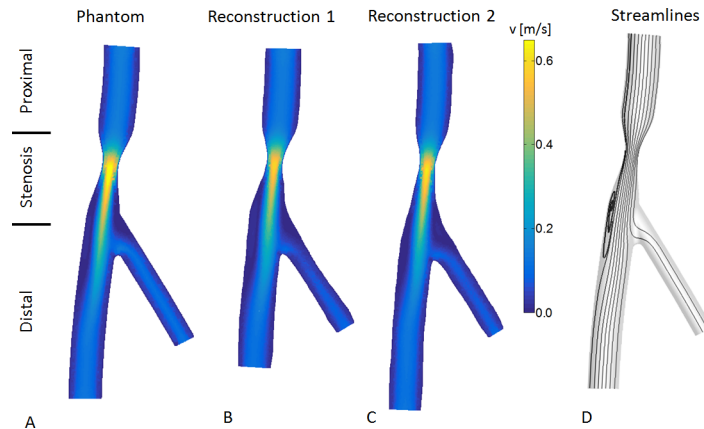 Phantom
Reconstruction 1
Reconstruction 2
Streamlines
v [m/s]
0.6
0.4
0.2
0.0
Proximal
Stenosis
Distal
A
B
C
D